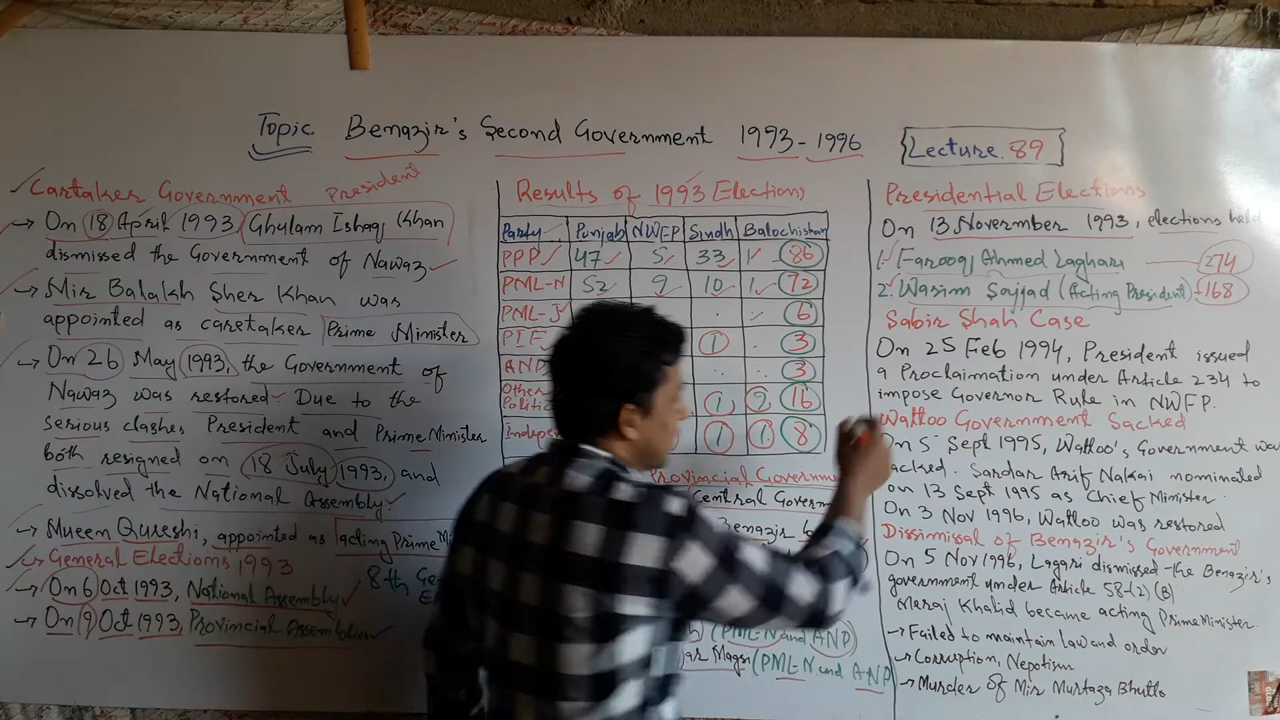 Topic. Benazir's Second Government 1993-1996
Lecture. 89
Cartaker Government President
→ On 18 April 1993 Ghulam Ishaq Khan
dismissed the Government of Nawaz
→ Mir Balakh Sher Khan was
appointed as caretaker Prime Minister
→ On 26 May 1993, the Government of
Nawaz was restored. Due to the
serious clashes President and Prime Minister
both resigned on 18 July 1993, and
dissolved the National Assembly.
→ Mueen Qureshi, appointed as acting Prime
General Elections 1993
→ On 6 Oct 1993, National Assembly
→ On 9 Oct 1993, Provincial Assemblies
8th
Results of 1993 Elections
Party Punjab NWFP Sindh Balochistan
PPP 47 5 33 1 86
PML-N 52 9 10 1 72
PML-J 6
1 3
ANP 3
Other 1 2 16
1 1 8
Provincial
Central
Benazir
(PML-N and ANP)
Magsi (PML-N and ANP)
Presidential Elections
On 13 Novermber 1993, elections held
1. Farooq Ahmed Laghari 274
2. Wasim Sajjad (Acting President) - 168
Sabir Shah Case
On 25 Feb 1994, President issued
a Proclaimation under Article 234 to
impose Governor Rule in NWFP.
Wattoo Government Sacked
On 5 Sept 1995, Wattoo's Government was
sacked. Sardar Arif Nakai nominated
on 13 Sept 1995 as Chief Minister.
On 3 Nov 1996, Wattoo was restored
Dissimisal of Benazir's Government
On 5 Nov 1996, Lagari dismissed the Benazir's
government under Article 58-(2)(B)
Meraj Khalid became acting Prime Minister
→ Failed to maintain law and order
→ Corruption, Nepotism
→ Murder of Mir Murtaza Bhutto